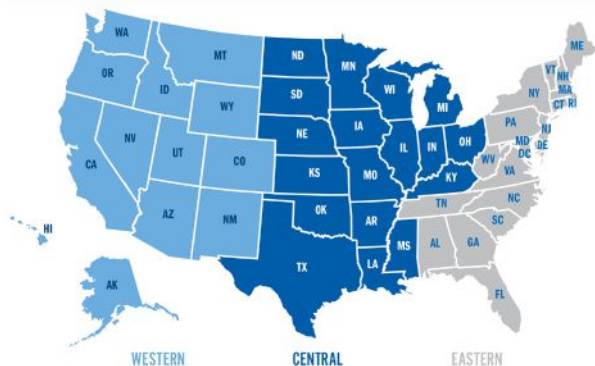 WA
MT
ND
MN
ME
OR
ID
SD
WI
MI
VT
NH
NY
MA
CT RI
WY
NE
IA
PA
NJ
NV
UT
CO
IL
IN
OH
MD
DE
DC
WV
VA
CA
KS
MO
KY
NC
AZ
NM
OK
AR
TN
SC
HI
TX
LA
MS
AL
GA
AK
FL
WESTERN
CENTRAL
EASTERN